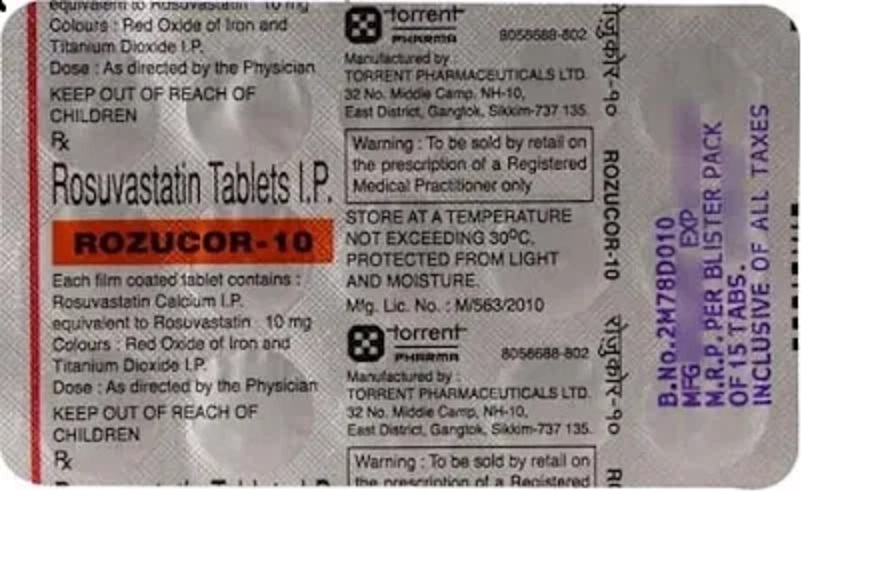 equivalent to Rosuvastatin 10 mg
Colours : Red Oxide of Iron and
Titanium Dioxide I.P.
Dose : As directed by the Physician
KEEP OUT OF REACH OF
CHILDREN
Rx
Rosuvastatin Tablets I.P.
ROZUCOR-10
Each film coated tablet contains :
Rosuvastatin Calcium I.P.
equivalent to Rosuvastatin 10 mg
Colours : Red Oxide of Iron and
Titanium Dioxide I.P.
Dose : As directed by the Physician
KEEP OUT OF REACH OF
CHILDREN
Rx
torrent
PHARMA
8056688-802
Manufactured by :
TORRENT PHARMACEUTICALS LTD.
32 No. Middle Camp, NH-10,
East District, Gangtok, Sikkim-737 135.
Warning : To be sold by retail on
the prescription of a Registered
Medical Practitioner only
STORE AT A TEMPERATURE
NOT EXCEEDING 30ºC,
PROTECTED FROM LIGHT
AND MOISTURE.
Mfg. Lic. No. : M/563/2010
torrent
PHARMA
8056688-802
Manufactured by :
TORRENT PHARMACEUTICALS LTD.
32 No. Middle Camp, NH-10,
East District, Gangtok, Sikkim-737 135.
Warning : To be sold by retail on
the prescription of a Registered
रोज़ुकोर-१०
ROZUCOR-10
रोज़ुकोर-१०
B.No.2M78D010
MFG EXP
M.R.P. PER BLISTER PACK
OF 15 TABS.
INCLUSIVE OF ALL TAXES